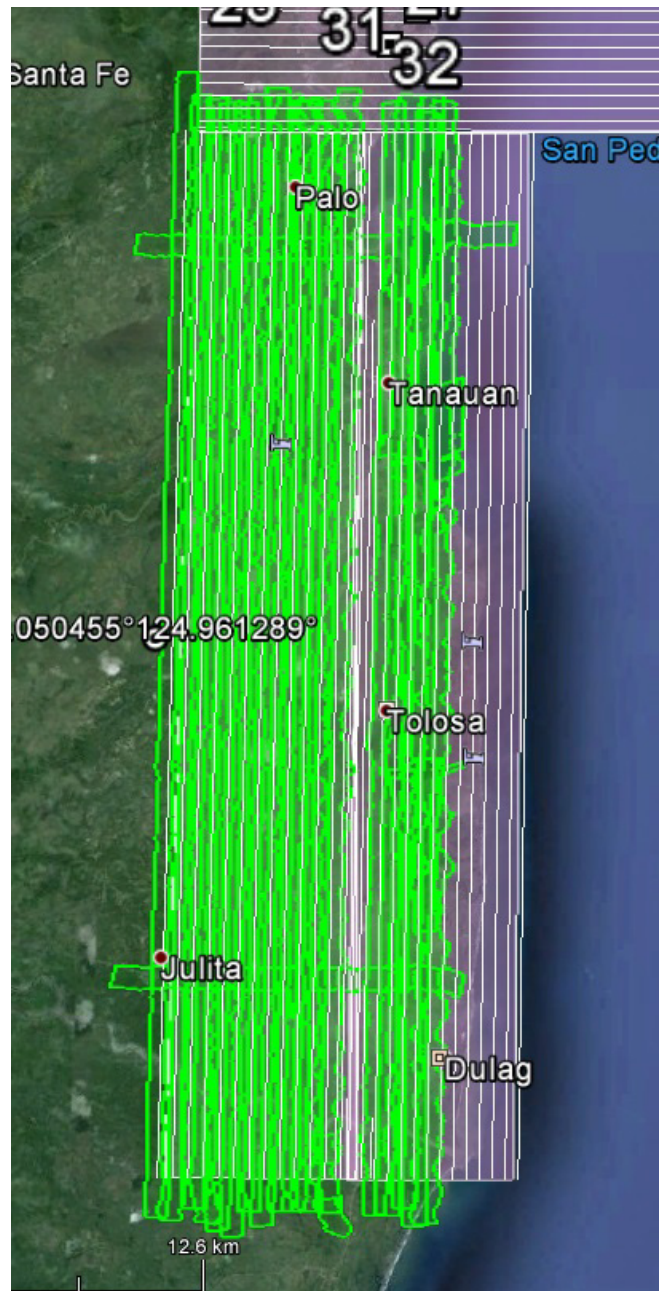 31
32
Santa Fe
San Ped
Palo
Tanauan
.050455°124.961289°
Tolosa
Julita
Dulag
12.6 km